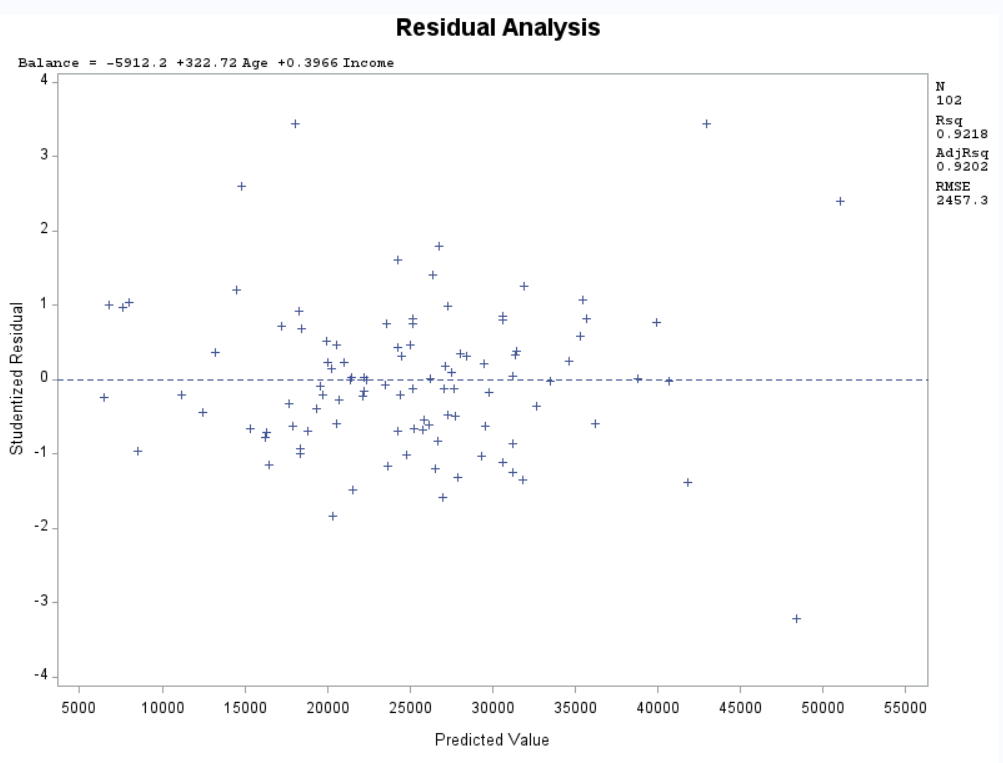 Residual Analysis
Balance = -5912.2 +322.72 Age +0.3966 Income
N
102
Rsq
0.9218
AdjRsq
0.9202
RMSE
2457.3
Studentized Residual
4
3
2
1
0
-1
-2
-3
-4
5000 10000 15000 20000 25000 30000 35000 40000 45000 50000 55000
Predicted Value